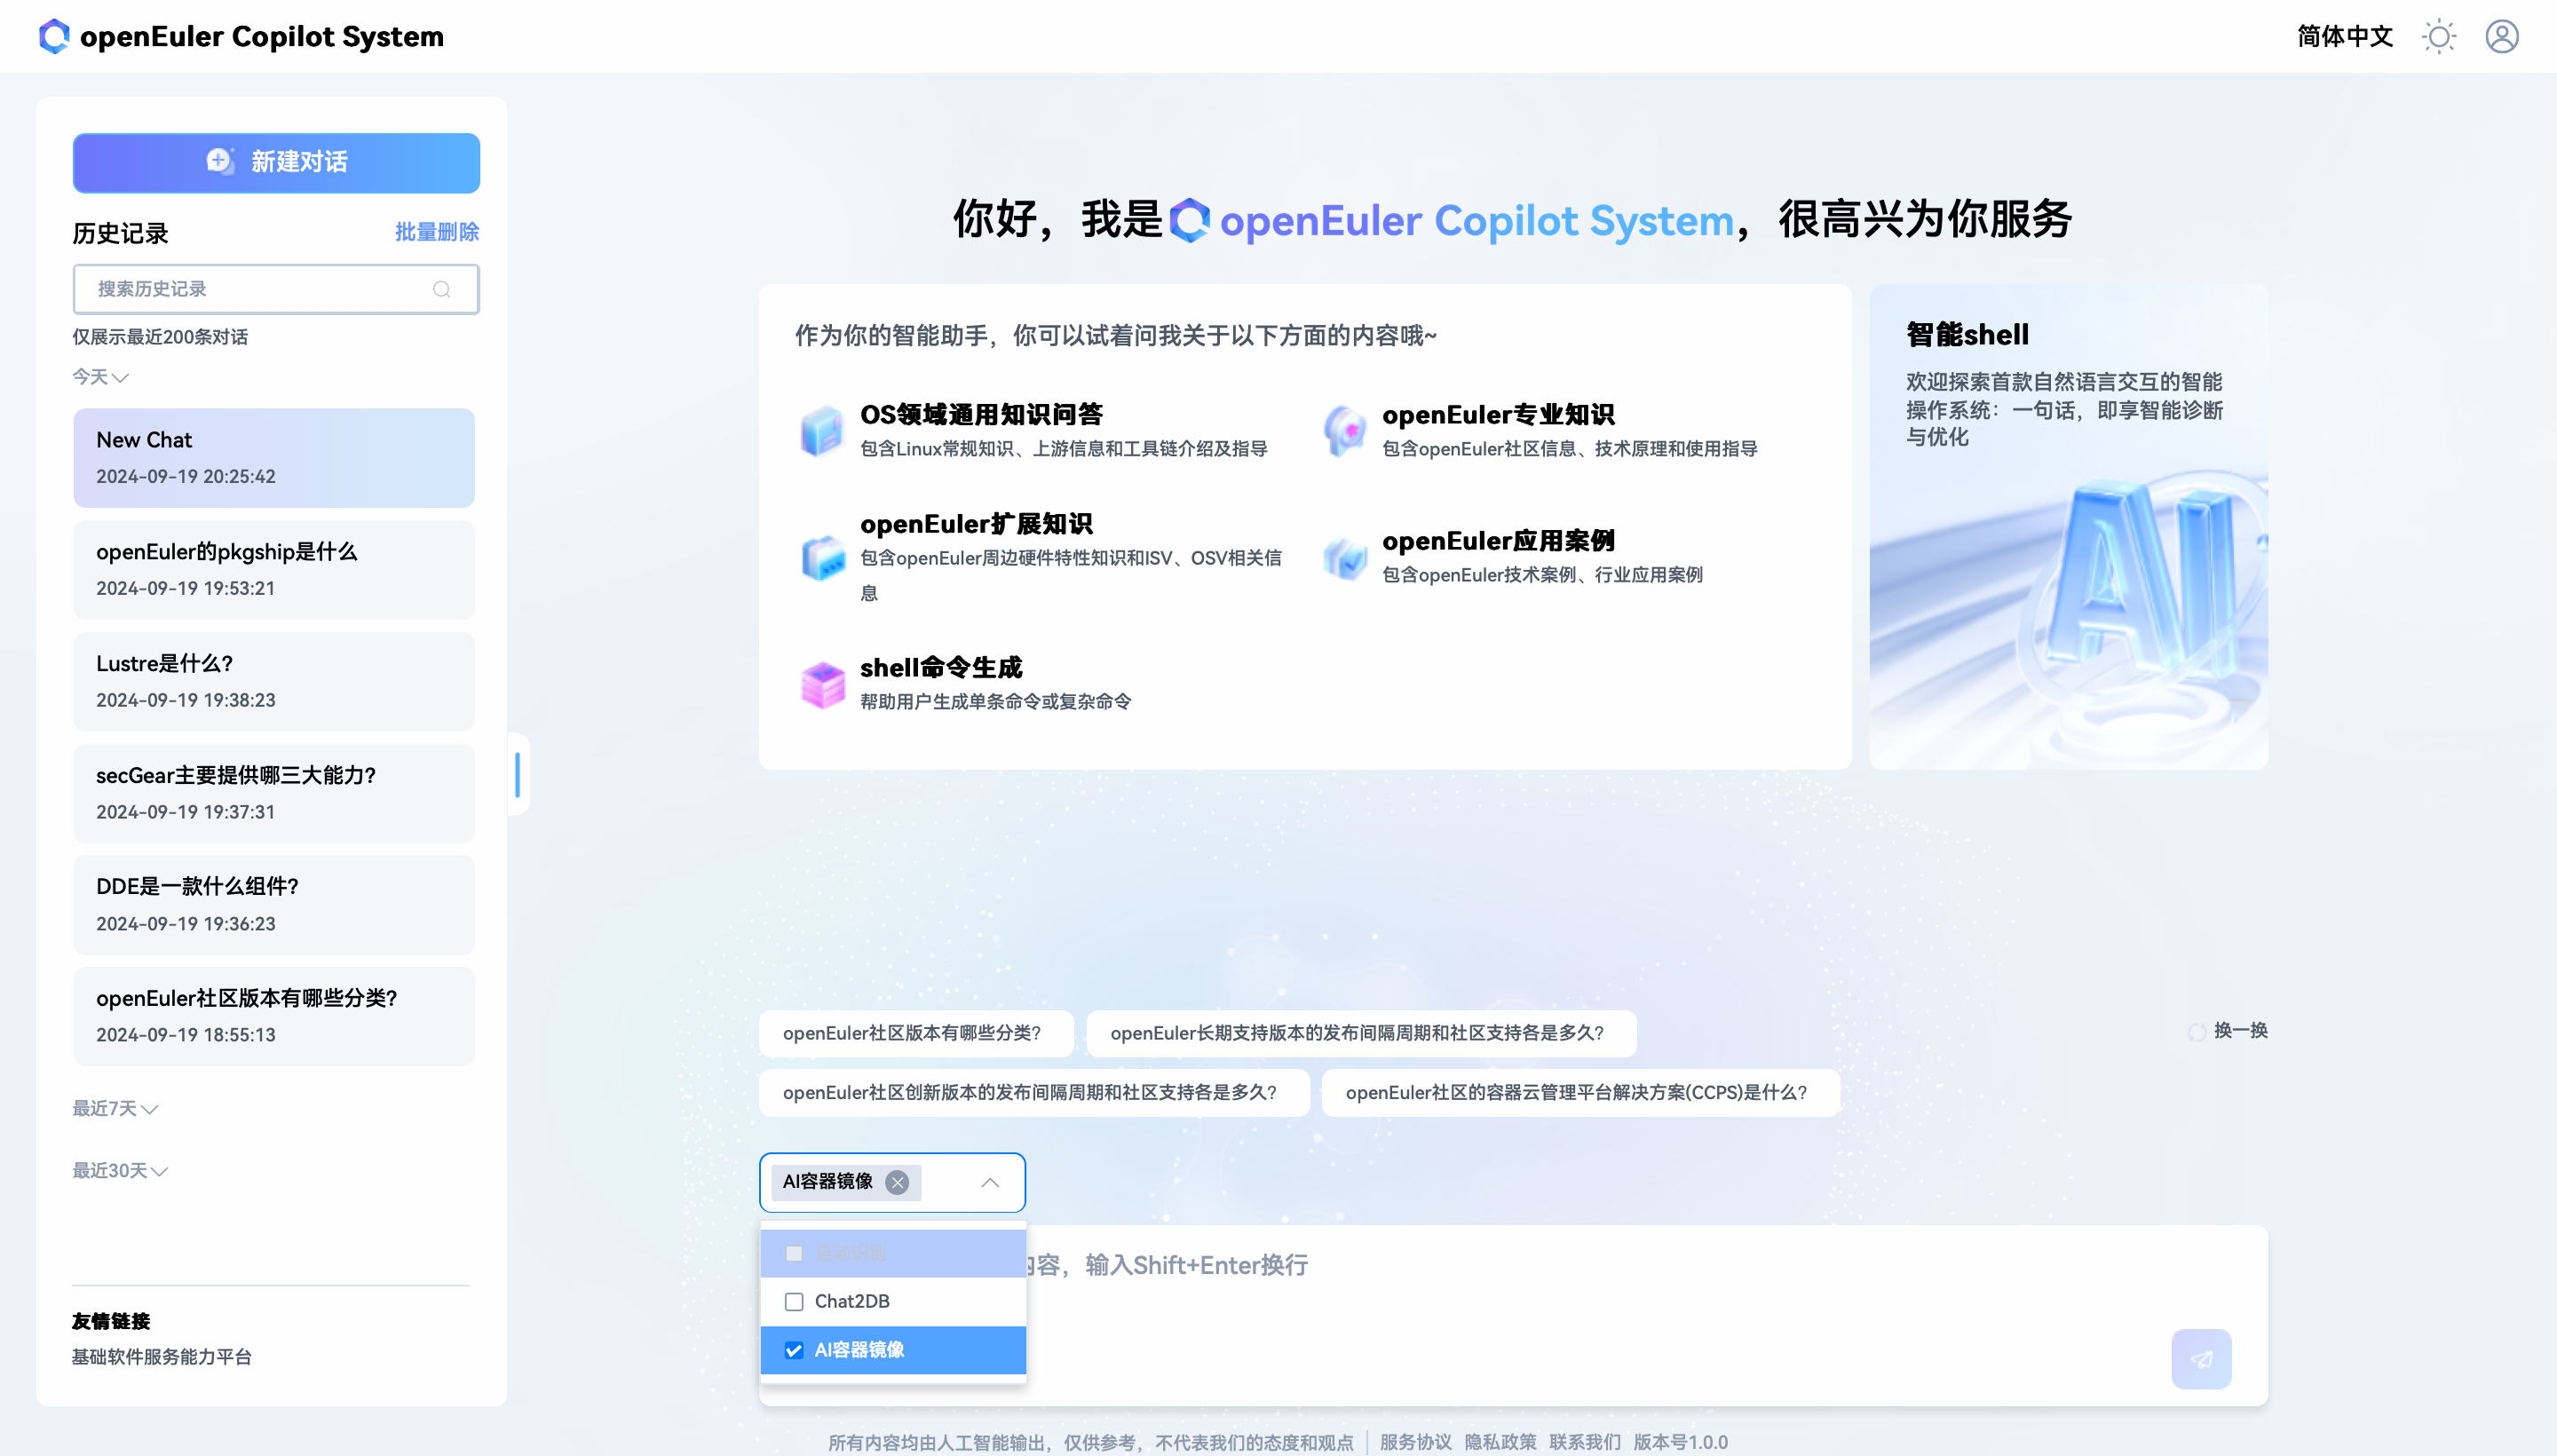 openEuler Copilot System
简体中文
新建对话
历史记录
批量删除
搜索历史记录
仅展示最近200条对话
今天
New Chat
2024-09-19 20:25:42
openEuler的pkgship是什么
2024-09-19 19:53:21
Lustre是什么?
2024-09-19 19:38:23
secGear主要提供哪三大能力?
2024-09-19 19:37:31
DDE是一款什么组件?
2024-09-19 19:36:23
openEuler社区版本有哪些分类?
2024-09-19 18:55:13
最近7天
最近30天
友情链接
基础软件服务能力平台
你好，我是 openEuler Copilot System，很高兴为你服务
作为你的智能助手，你可以试着问我关于以下方面的内容哦~
OS领域通用知识问答
包含Linux常规知识、上游信息和工具链介绍及指导
openEuler专业知识
包含openEuler社区信息、技术原理和使用指导
openEuler扩展知识
包含openEuler周边硬件特性知识和ISV、OSV相关信
息
openEuler应用案例
包含openEuler技术案例、行业应用案例
shell命令生成
帮助用户生成单条命令或复杂命令
智能shell
欢迎探索首款自然语言交互的智能
操作系统：一句话，即享智能诊断
与优化
AI
openEuler社区版本有哪些分类?
openEuler长期支持版本的发布间隔周期和社区支持各是多久?
换一换
openEuler社区创新版本的发布间隔周期和社区支持各是多久?
openEuler社区的容器云管理平台解决方案(CCPS)是什么?
AI容器镜像
自动识别
Chat2DB
AI容器镜像
内容，输入Shift+Enter换行
所有内容均由人工智能输出，仅供参考，不代表我们的态度和观点 | 服务协议 隐私政策 联系我们 版本号1.0.0